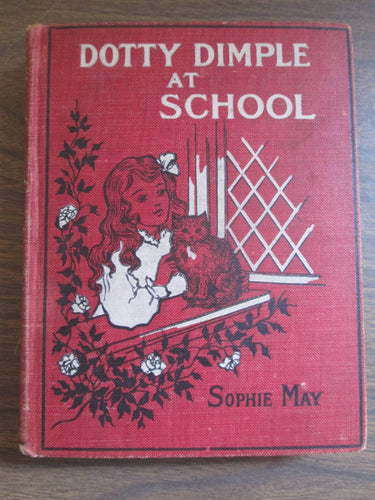 DOTTY DIMPLE
AT
SCHOOL
SOPHIE MAY